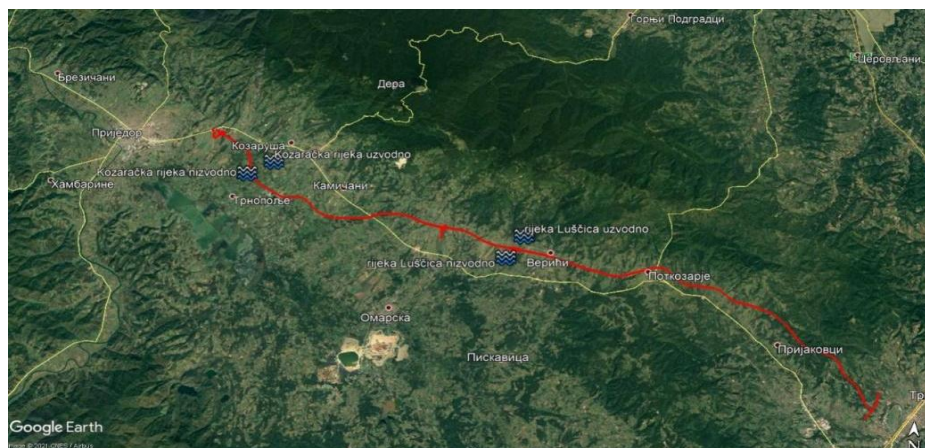 Горњи Подградци
Церовљани
Брезичани
Дера
Приједор
Козаруша
Kozaračka rijeka uzvodno
Kozaračka rijeka nizvodno
Хамбарине
Камичани
Трнопоље
rijeka Lušćica uzvodno
rijeka Lušćica nizvodno
Верићи
Поткозарје
Омарска
Пискавица
Пријаковци
Тр
Google Earth
N